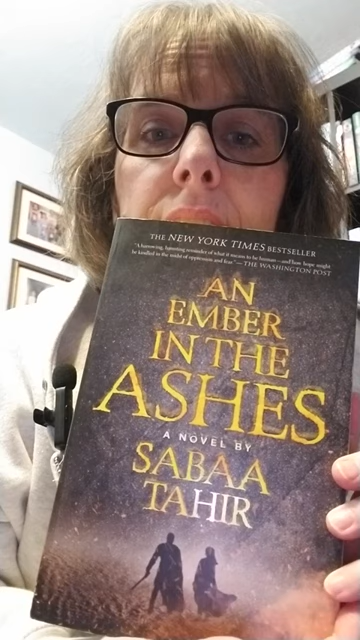 THE NEW YORK TIMES BESTSELLER
"A harrowing, haunting reminder of what it means to be human—and how hope might
be kindled in the midst of oppression and fear."—THE WASHINGTON POST
AN
EMBER
IN THE
ASHES
A NOVEL BY
SABAA
TAHIR